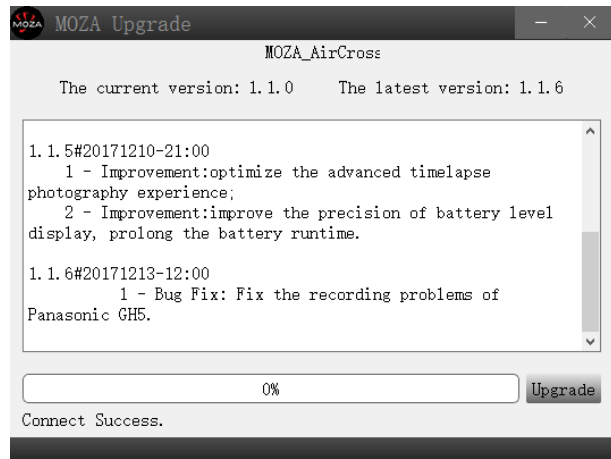 MOZA MOZA Upgrade
MOZA_AirCross
The current version: 1.1.0 The latest version: 1.1.6
1.1.5#20171210-21:00
1 - Improvement:optimize the advanced timelapse
photography experience;
2 - Improvement:improve the precision of battery level
display, prolong the battery runtime.
1.1.6#20171213-12:00
1 - Bug Fix: Fix the recording problems of
Panasonic GH5.
0% Upgrade
Connect Success.